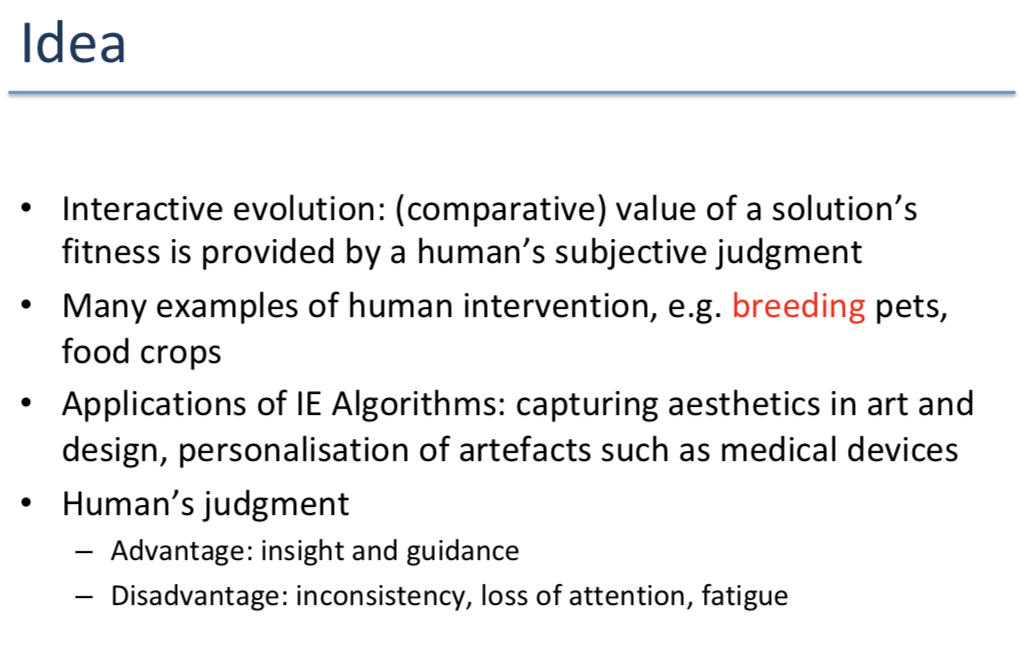 Idea
• Interactive evolution: (comparative) value of a solution’s
fitness is provided by a human’s subjective judgment
• Many examples of human intervention, e.g. breeding pets,
food crops
• Applications of IE Algorithms: capturing aesthetics in art and
design, personalisation of artefacts such as medical devices
• Human’s judgment
– Advantage: insight and guidance
– Disadvantage: inconsistency, loss of attention, fatigue